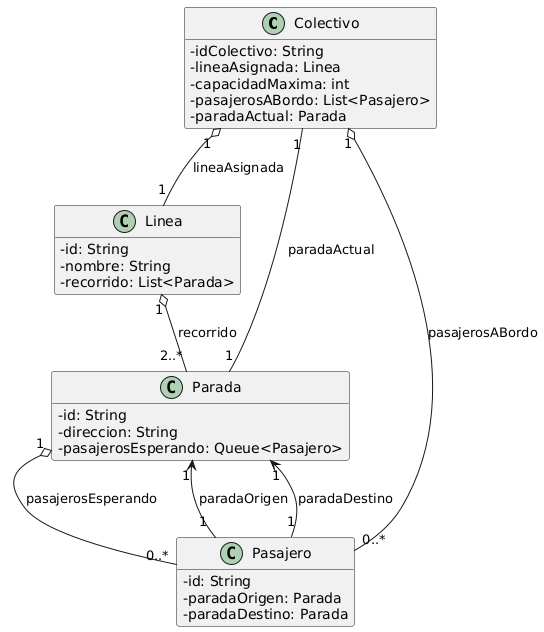 C Colectivo
-idColectivo: String
-lineaAsignada: Linea
-capacidadMaxima: int
-pasajerosABordo: List<Pasajero>
-paradaActual: Parada
1
1
1
lineaAsignada
1
C Linea
-id: String
-nombre: String
-recorrido: List<Parada>
paradaActual
1
recorrido
pasajerosABordo
2..*
1
C Parada
-id: String
-direccion: String
-pasajerosEsperando: Queue<Pasajero>
1
1
1
pasajerosEsperando
paradaOrigen
paradaDestino
1
1
0..*
0..*
C Pasajero
-id: String
-paradaOrigen: Parada
-paradaDestino: Parada